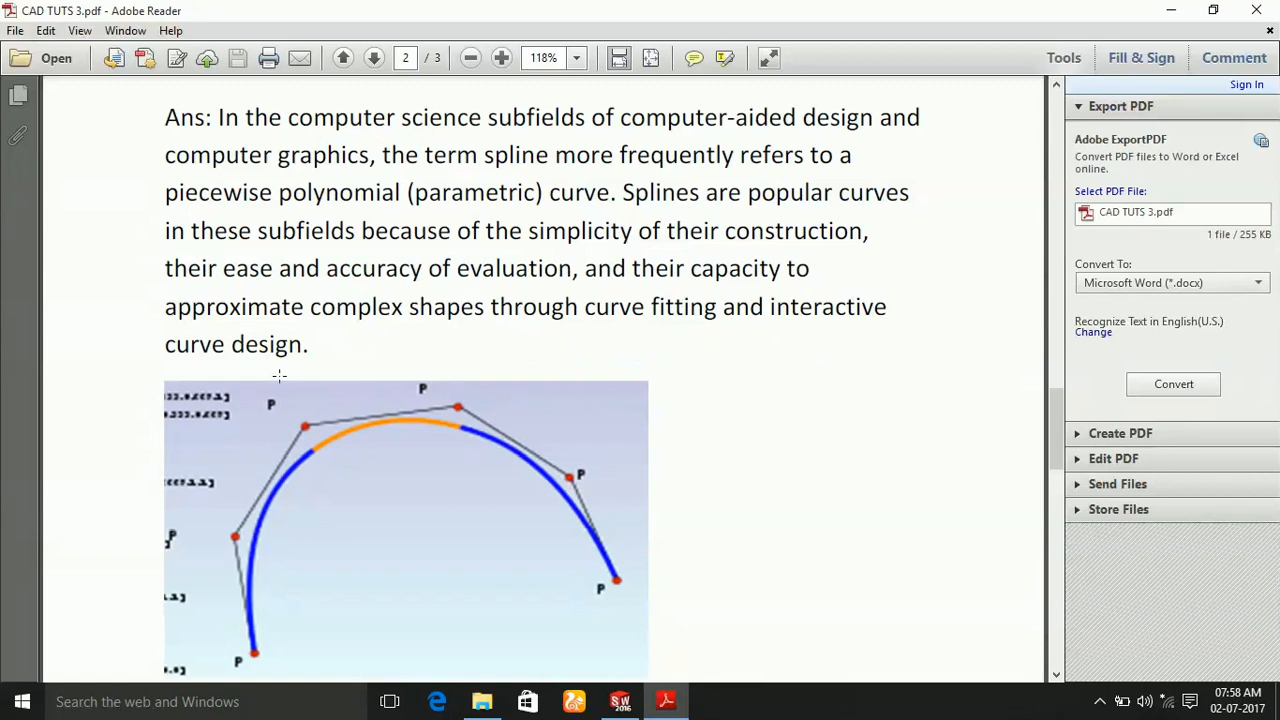 CAD TUTS 3.pdf - Adobe Reader
File Edit View Window Help
Open
2 / 3
118%
Tools
Fill & Sign
Comment
Sign In
Ans: In the computer science subfields of computer-aided design and
computer graphics, the term spline more frequently refers to a
piecewise polynomial (parametric) curve. Splines are popular curves
in these subfields because of the simplicity of their construction,
their ease and accuracy of evaluation, and their capacity to
approximate complex shapes through curve fitting and interactive
curve design.
P
P
P
P
P
P
Export PDF
Adobe ExportPDF
Convert PDF files to Word or Excel
online.
Select PDF File:
CAD TUTS 3.pdf
1 file / 255 KB
Convert To:
Microsoft Word (*.docx)
Recognize Text in English(U.S.)
Change
Convert
Create PDF
Edit PDF
Send Files
Store Files
Search the web and Windows
SW
2016
07:58 AM
02-07-2017